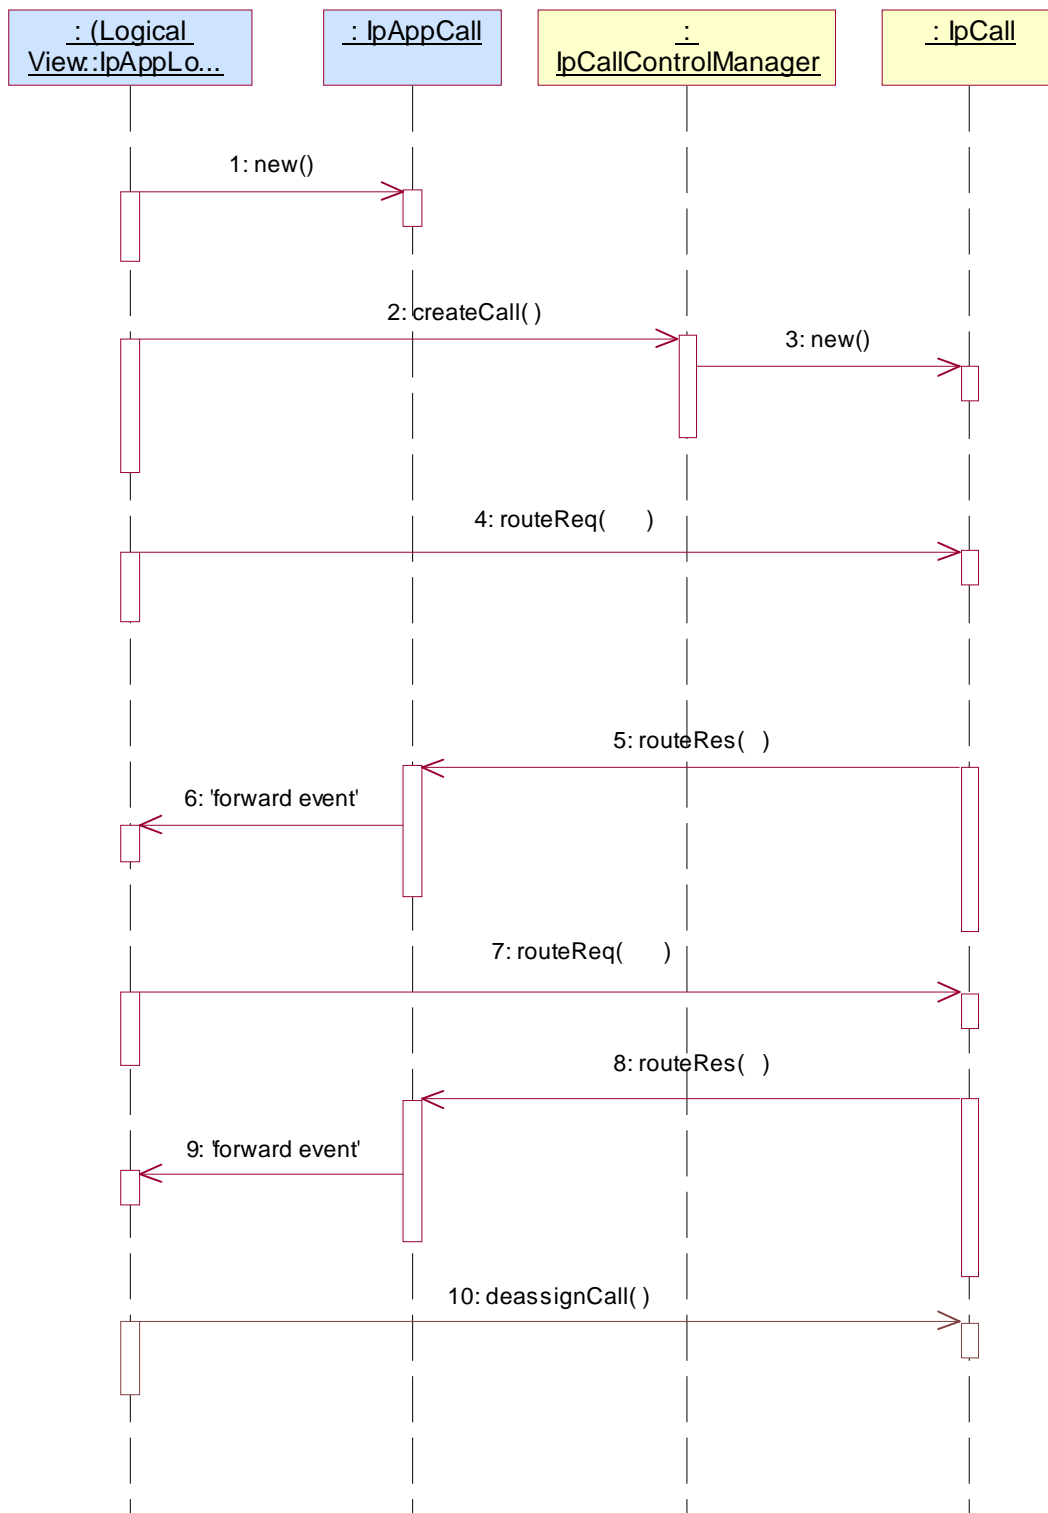 : (Logical
View::IpAppLo...
: IpAppCall
:
IpCallControlManager
: IpCall
1: new()
2: createCall( )
3: new()
4: routeReq( )
5: routeRes( )
6: 'forward event'
7: routeReq( )
8: routeRes( )
9: 'forward event'
10: deassignCall( )